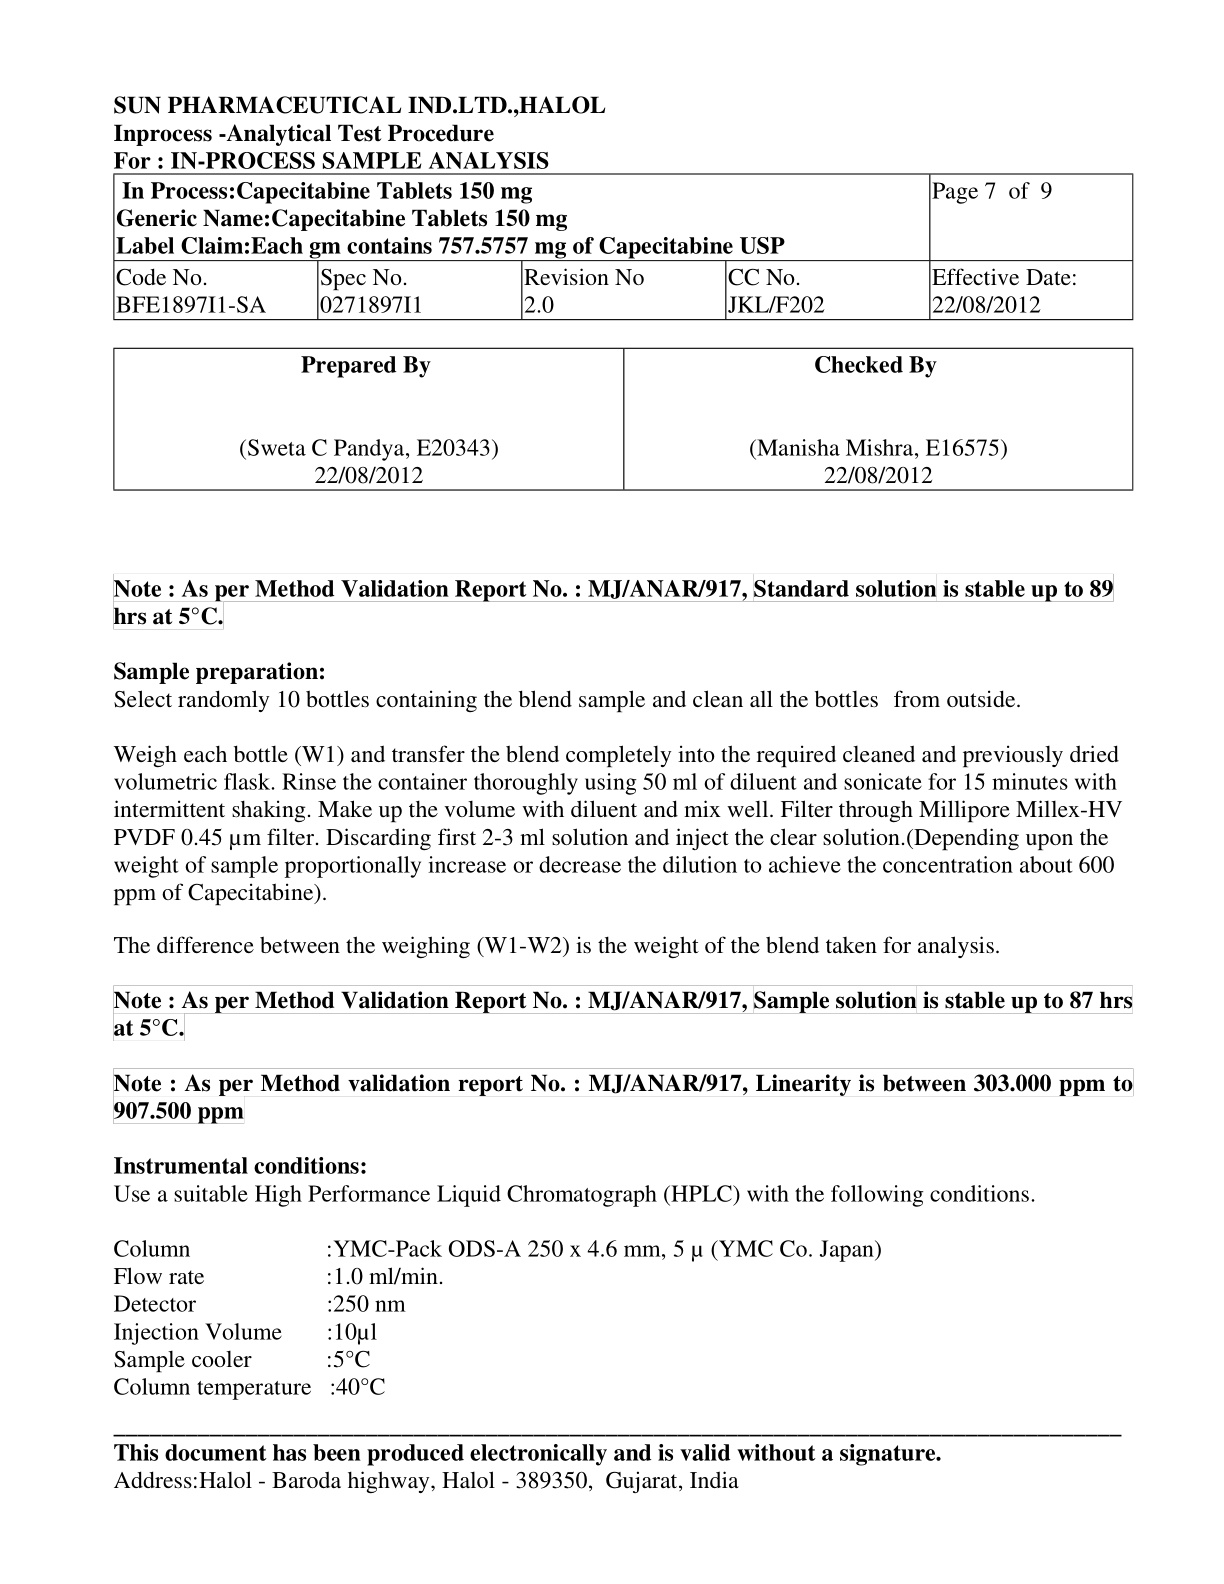 SUN PHARMACEUTICAL IND.LTD.,HALOL
Inprocess -Analytical Test Procedure
For : IN-PROCESS SAMPLE ANALYSIS
In Process:Capecitabine Tablets 150 mg
Generic Name:Capecitabine Tablets 150 mg
Label Claim:Each gm contains 757.5757 mg of Capecitabine USP
Page 7 of 9
Code No.
BFE1897I1-SA
Spec No.
0271897I1
Revision No
2.0
CC No.
JKL/F202
Effective Date:
22/08/2012
Prepared By
(Sweta C Pandya, E20343)
22/08/2012
Checked By
(Manisha Mishra, E16575)
22/08/2012
Note : As per Method Validation Report No. : MJ/ANAR/917, Standard solution is stable up to 89
hrs at 5°C.
Sample preparation:
Select randomly 10 bottles containing the blend sample and clean all the bottles from outside.
Weigh each bottle (W1) and transfer the blend completely into the required cleaned and previously dried
volumetric flask. Rinse the container thoroughly using 50 ml of diluent and sonicate for 15 minutes with
intermittent shaking. Make up the volume with diluent and mix well. Filter through Millipore Millex-HV
PVDF 0.45 µm filter. Discarding first 2-3 ml solution and inject the clear solution.(Depending upon the
weight of sample proportionally increase or decrease the dilution to achieve the concentration about 600
ppm of Capecitabine).
The difference between the weighing (W1-W2) is the weight of the blend taken for analysis.
Note : As per Method Validation Report No. : MJ/ANAR/917, Sample solution is stable up to 87 hrs
at 5°C.
Note : As per Method validation report No. : MJ/ANAR/917, Linearity is between 303.000 ppm to
907.500 ppm
Instrumental conditions:
Use a suitable High Performance Liquid Chromatograph (HPLC) with the following conditions.
Column :YMC-Pack ODS-A 250 x 4.6 mm, 5 µ (YMC Co. Japan)
Flow rate :1.0 ml/min.
Detector :250 nm
Injection Volume :10µl
Sample cooler :5°C
Column temperature :40°C
This document has been produced electronically and is valid without a signature.
Address:Halol - Baroda highway, Halol - 389350, Gujarat, India